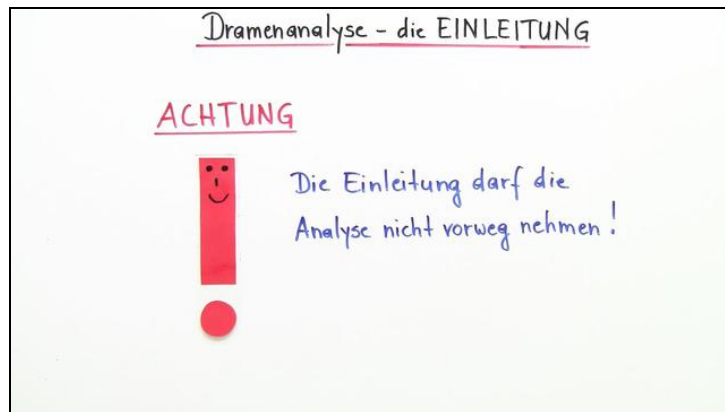 Dramenanalyse - die EINLEITUNG
ACHTUNG
Die Einleitung darf die
Analyse nicht vorweg nehmen!